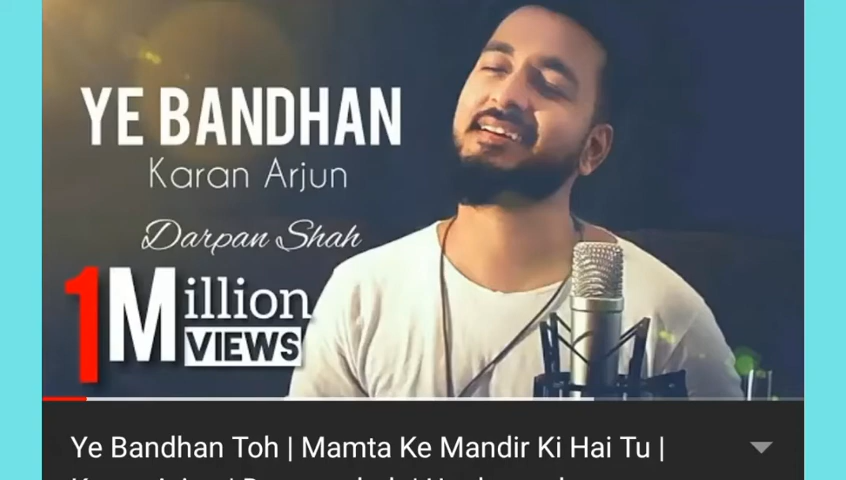 YE BANDHAN
Karan Arjun
Darpan Shah
1Million
VIEWS
Ye Bandhan Toh | Mamta Ke Mandir Ki Hai Tu |